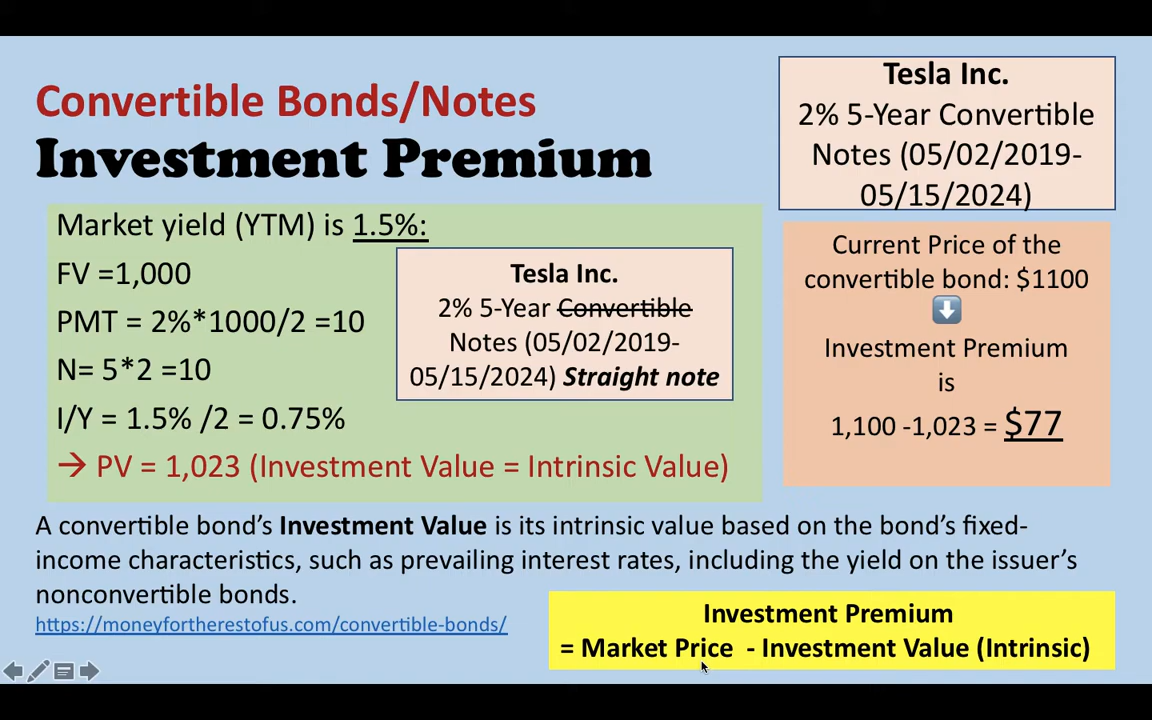 Convertible Bonds/Notes
Investment Premium
Tesla Inc.
2% 5-Year Convertible
Notes (05/02/2019-
05/15/2024)
Market yield (YTM) is 1.5%:
FV =1,000
PMT = 2%*1000/2 =10
N= 5*2 =10
I/Y = 1.5% /2 = 0.75%
→ PV = 1,023 (Investment Value = Intrinsic Value)
Tesla Inc.
2% 5-Year Convertible
Notes (05/02/2019-
05/15/2024) Straight note
Current Price of the
convertible bond: $1100
Investment Premium
is
1,100 -1,023 = $77
A convertible bond’s Investment Value is its intrinsic value based on the bond’s fixed-
income characteristics, such as prevailing interest rates, including the yield on the issuer’s
nonconvertible bonds.
https://moneyfortherestofus.com/convertible-bonds/
Investment Premium
= Market Price - Investment Value (Intrinsic)